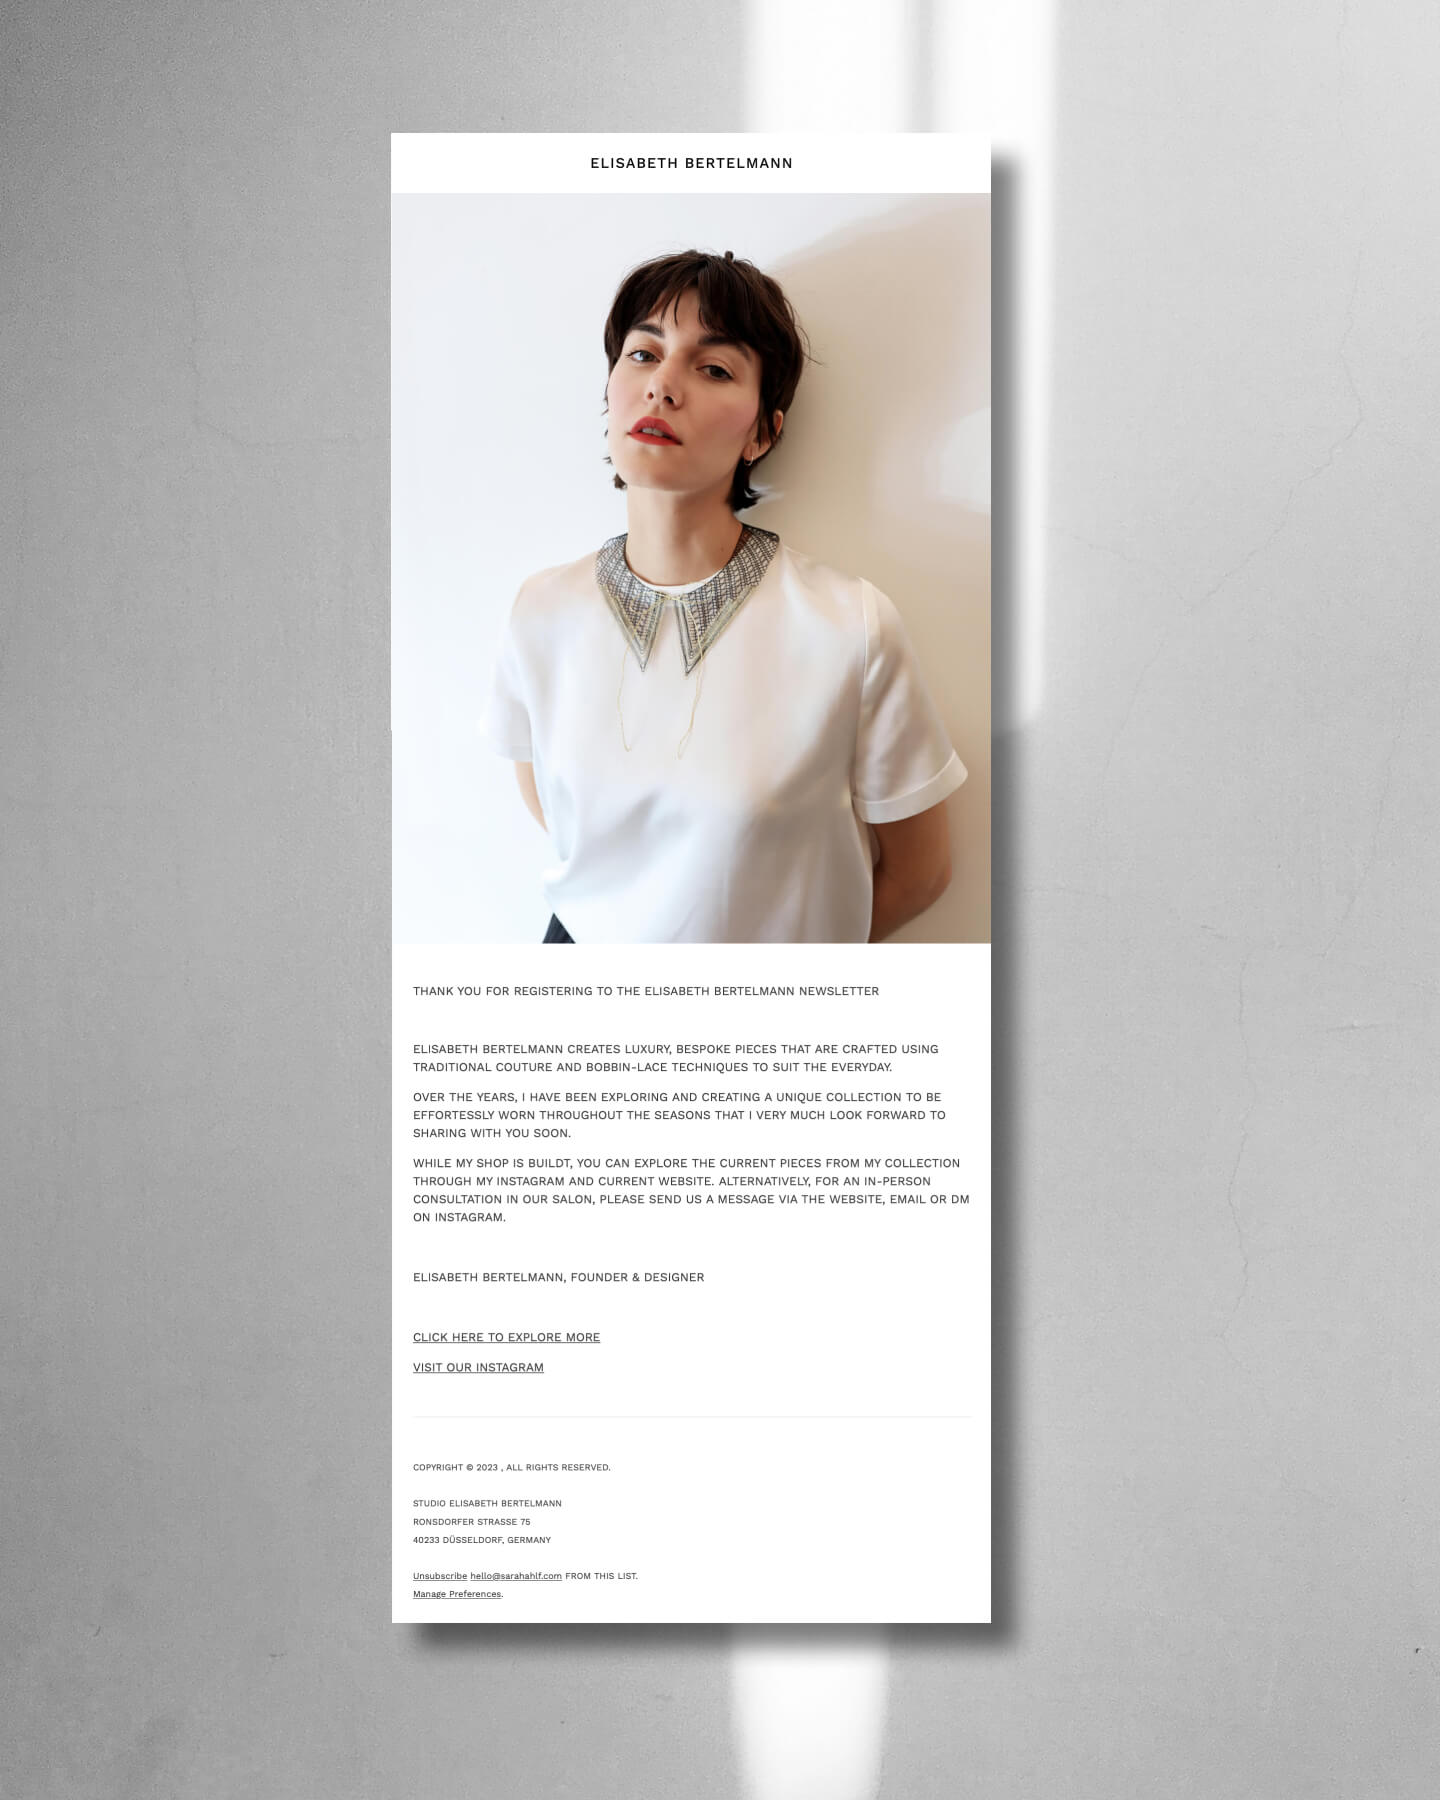 ELISABETH BERTELMANN
THANK YOU FOR REGISTERING TO THE ELISABETH BERTELMANN NEWSLETTER
ELISABETH BERTELMANN CREATES LUXURY, BESPOKE PIECES THAT ARE CRAFTED USING
TRADITIONAL COUTURE AND BOBBIN-LACE TECHNIQUES TO SUIT THE EVERYDAY.
OVER THE YEARS, I HAVE BEEN EXPLORING AND CREATING A UNIQUE COLLECTION TO BE
EFFORTESSLY WORN THROUGHOUT THE SEASONS THAT I VERY MUCH LOOK FORWARD TO
SHARING WITH YOU SOON.
WHILE MY SHOP IS BUILDT, YOU CAN EXPLORE THE CURRENT PIECES FROM MY COLLECTION
THROUGH MY INSTAGRAM AND CURRENT WEBSITE. ALTERNATIVELY, FOR AN IN-PERSON
CONSULTATION IN OUR SALON, PLEASE SEND US A MESSAGE VIA THE WEBSITE, EMAIL OR DM
ON INSTAGRAM.
ELISABETH BERTELMANN, FOUNDER & DESIGNER
CLICK HERE TO EXPLORE MORE
VISIT OUR INSTAGRAM
COPYRIGHT © 2023 , ALL RIGHTS RESERVED.
STUDIO ELISABETH BERTELMANN
RONSDORFER STRASSE 75
40233 DÜSSELDORF, GERMANY
Unsubscribe hello@sarahahlf.com FROM THIS LIST.
Manage Preferences.